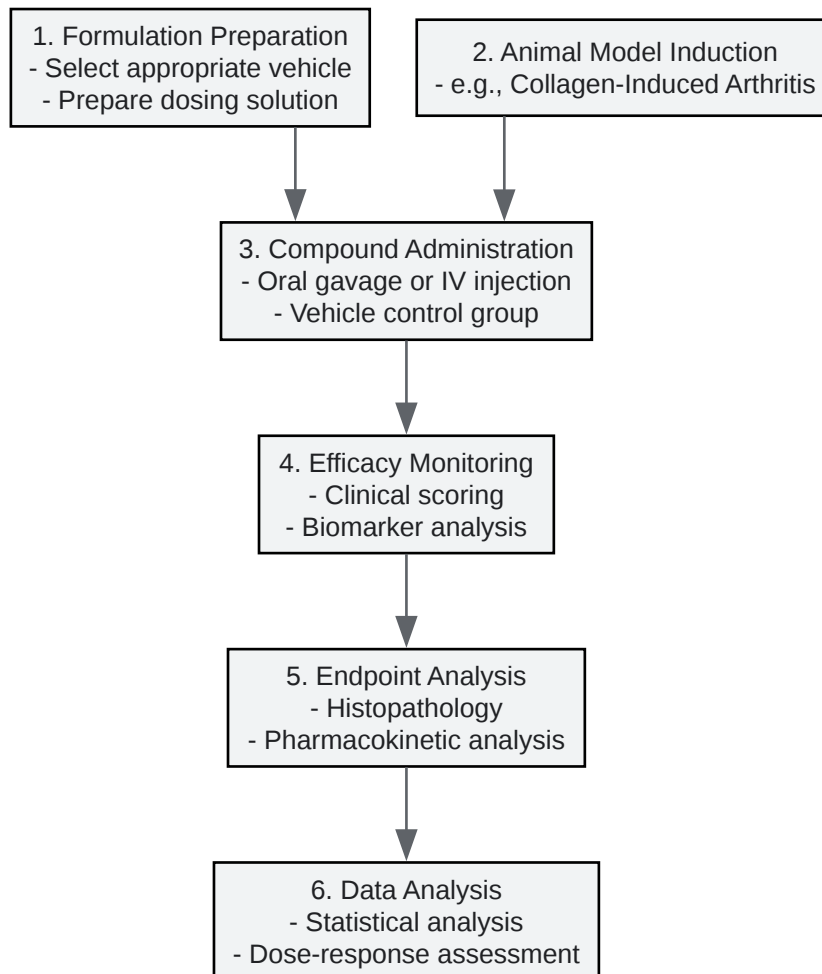 1. Formulation Preparation
- Select appropriate vehicle
- Prepare dosing solution
2. Animal Model Induction
- e.g., Collagen-Induced Arthritis
3. Compound Administration
- Oral gavage or IV injection
- Vehicle control group
4. Efficacy Monitoring
- Clinical scoring
- Biomarker analysis
5. Endpoint Analysis
- Histopathology
- Pharmacokinetic analysis
6. Data Analysis
- Statistical analysis
- Dose-response assessment